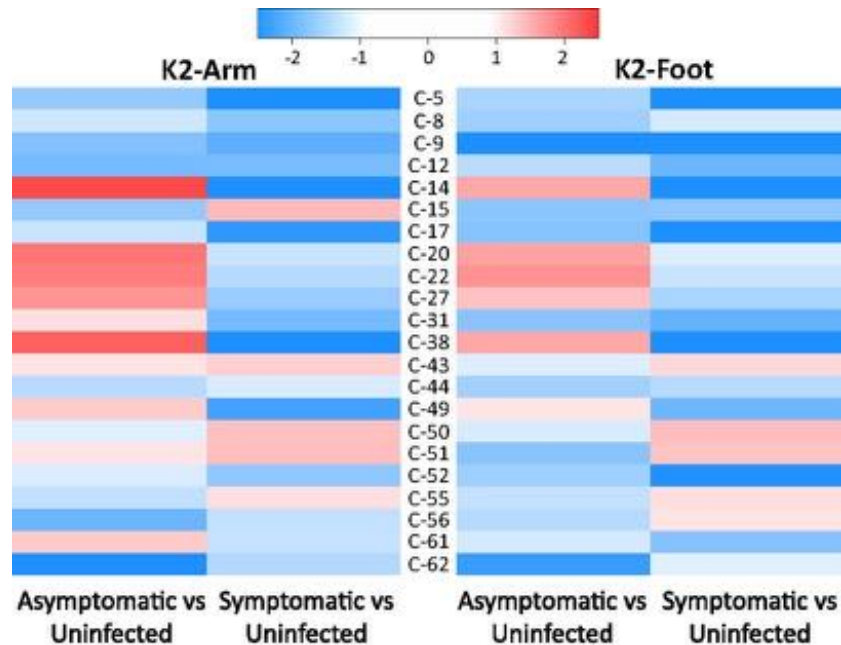 -2 -1 0 1 2
K2-Arm K2-Foot
C-5
C-8
C-9
C-12
C-14
C-15
C-17
C-20
C-22
C-27
C-31
C-38
C-43
C-44
C-49
C-50
C-51
C-52
C-55
C-56
C-61
C-62
Asymptomatic vs Symptomatic vs Asymptomatic vs Symptomatic vs
Uninfected Uninfected Uninfected Uninfected